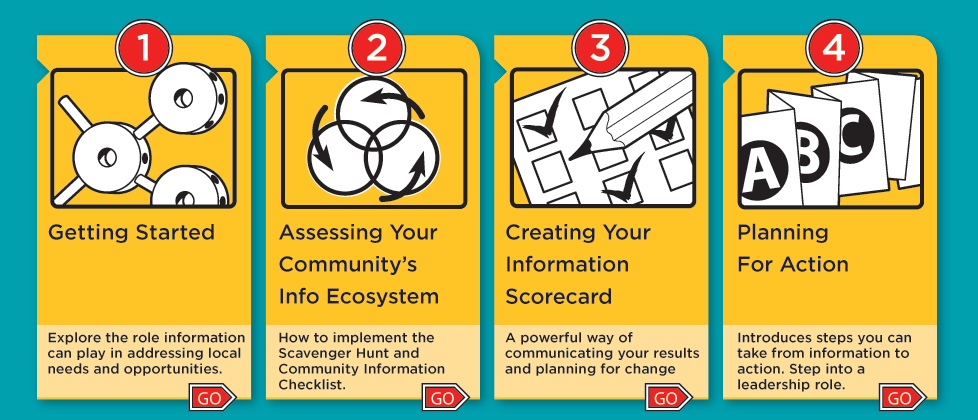 1
Getting Started
Explore the role information
can play in addressing local
needs and opportunities.
GO
2
Assessing Your
Community's
Info Ecosystem
How to implement the
Scavenger Hunt and
Community Information
Checklist.
GO
3
Creating Your
Information
Scorecard
A powerful way of
communicating your results
and planning for change
GO
4
A B C
Planning
For Action
Introduces steps you can
take from information to
action. Step into a
leadership role.
GO